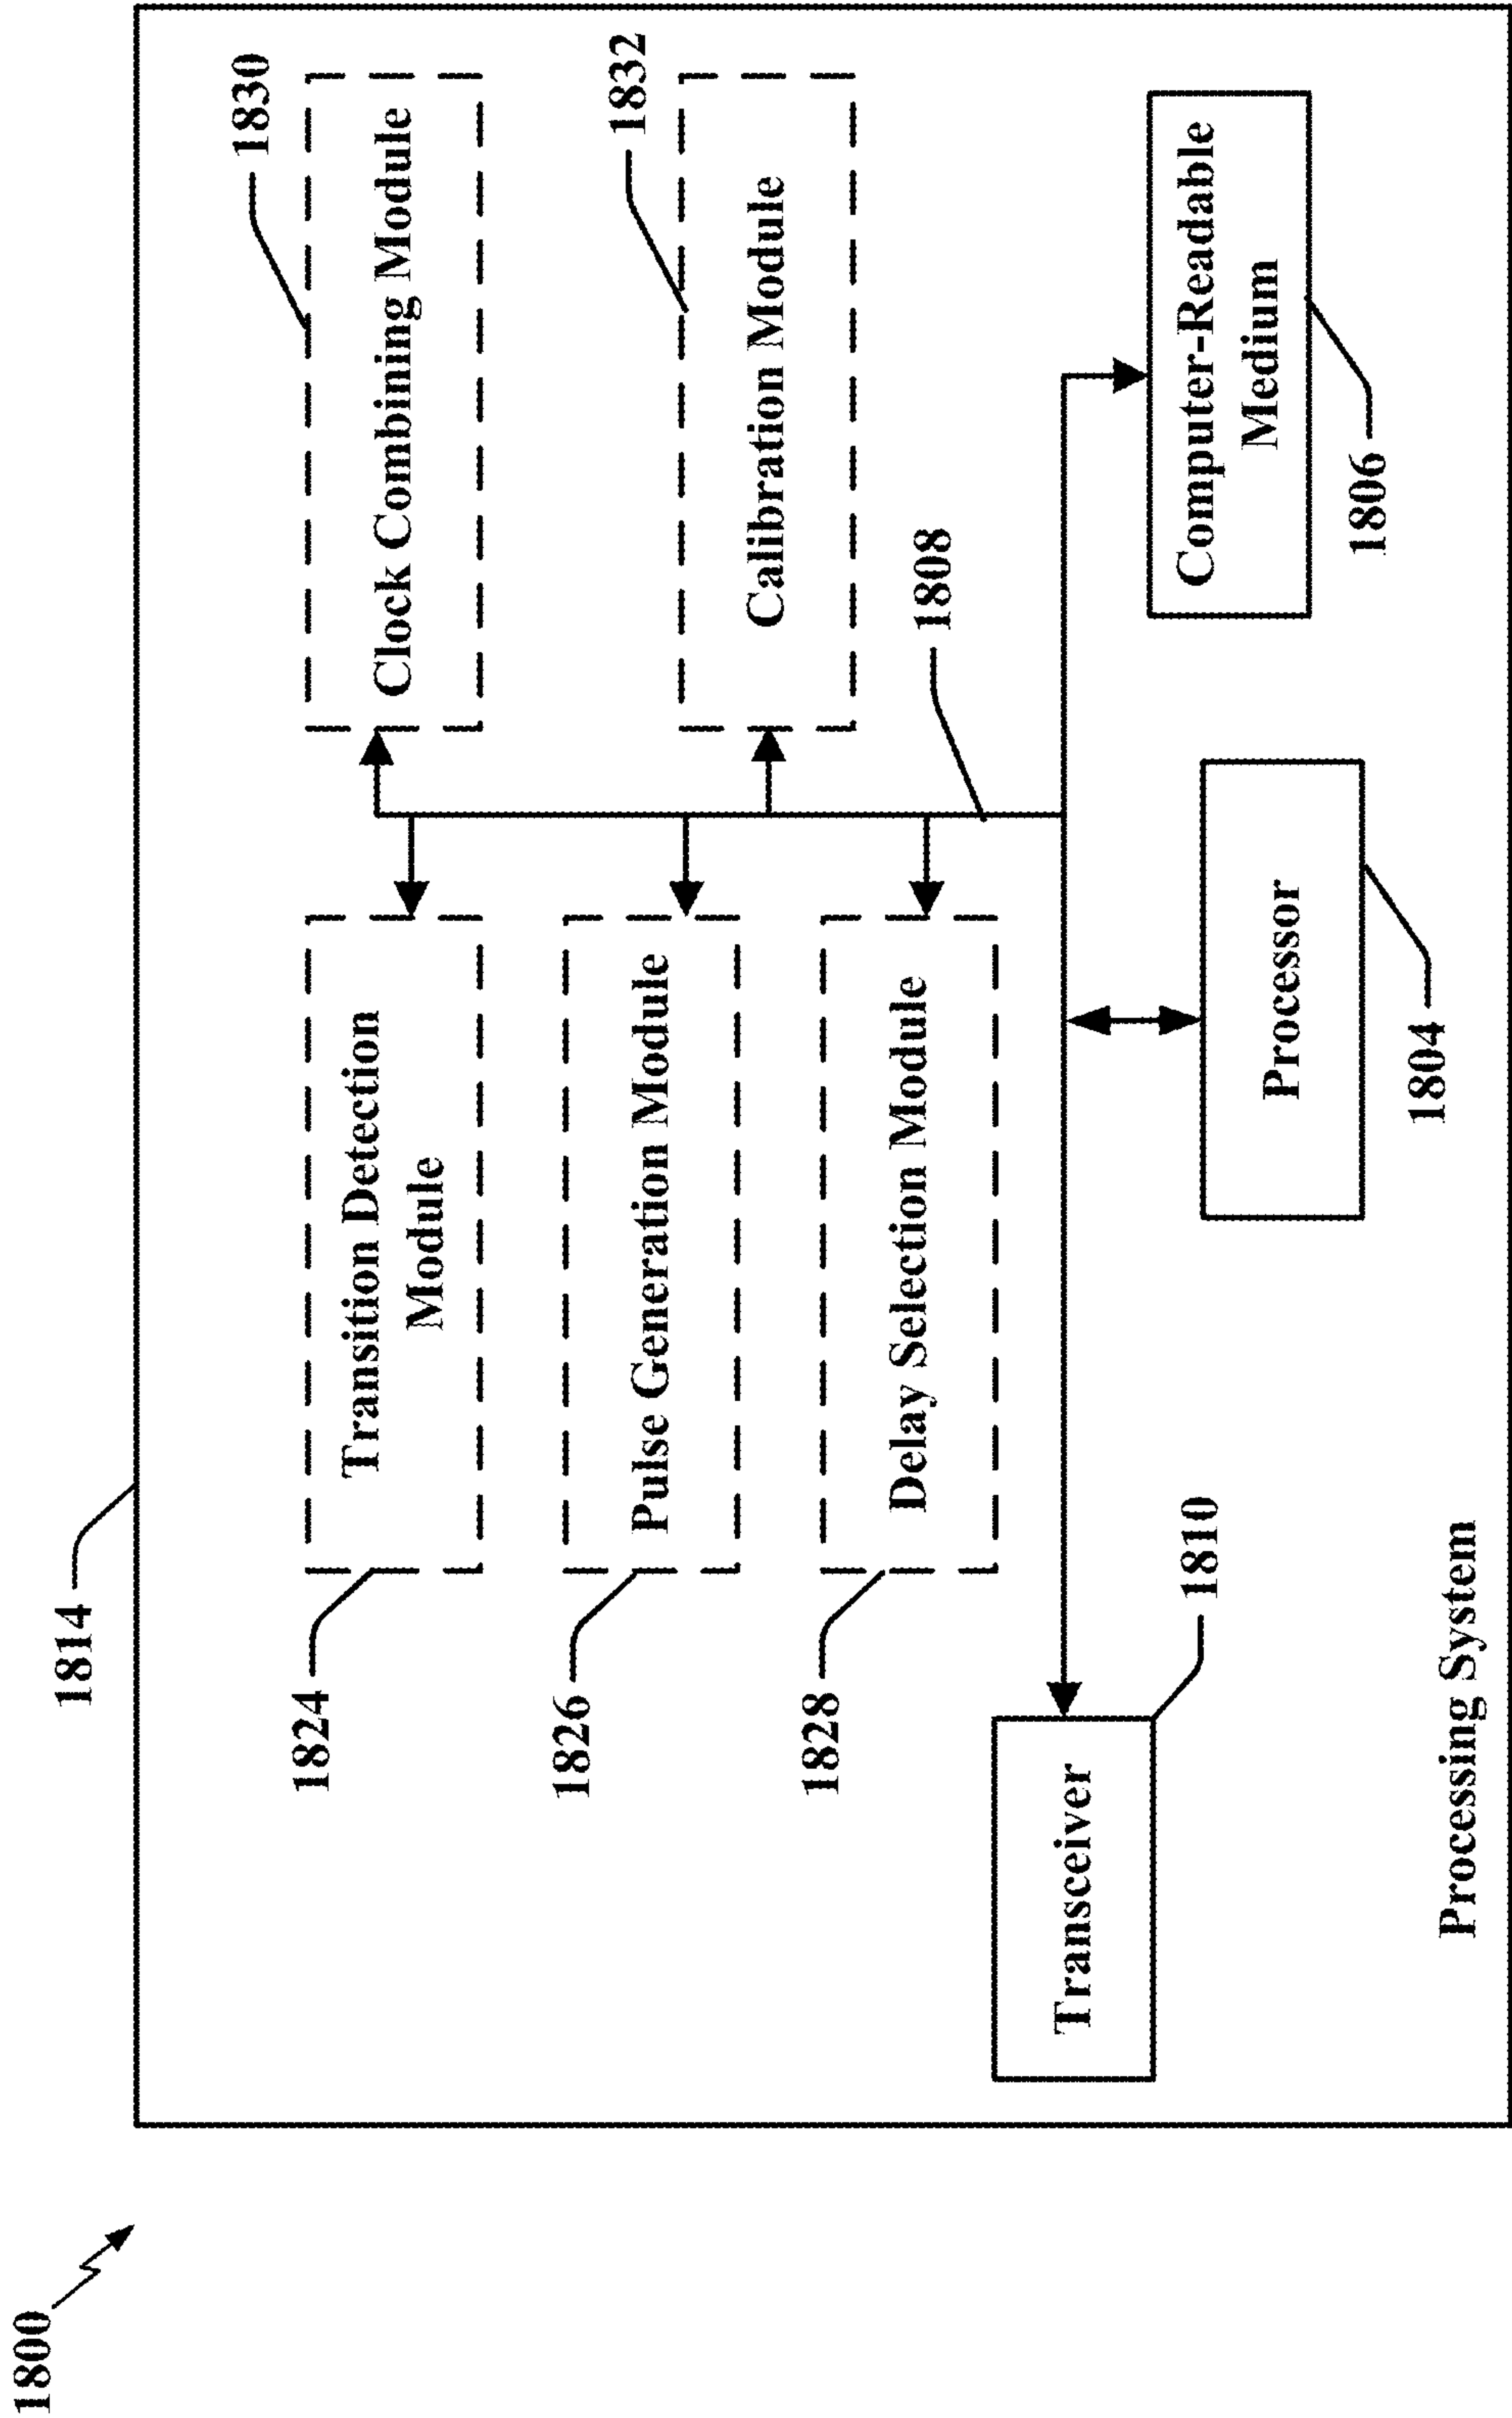 1800
1814
1824
Transition Detection
Module
1830
Clock Combining Module
1826
Pulse Generation Module
1832
Calibration Module
1828
Delay Selection Module
1808
Transceiver
1810
Processor
1804
Computer-Readable
Medium
1806
Processing System